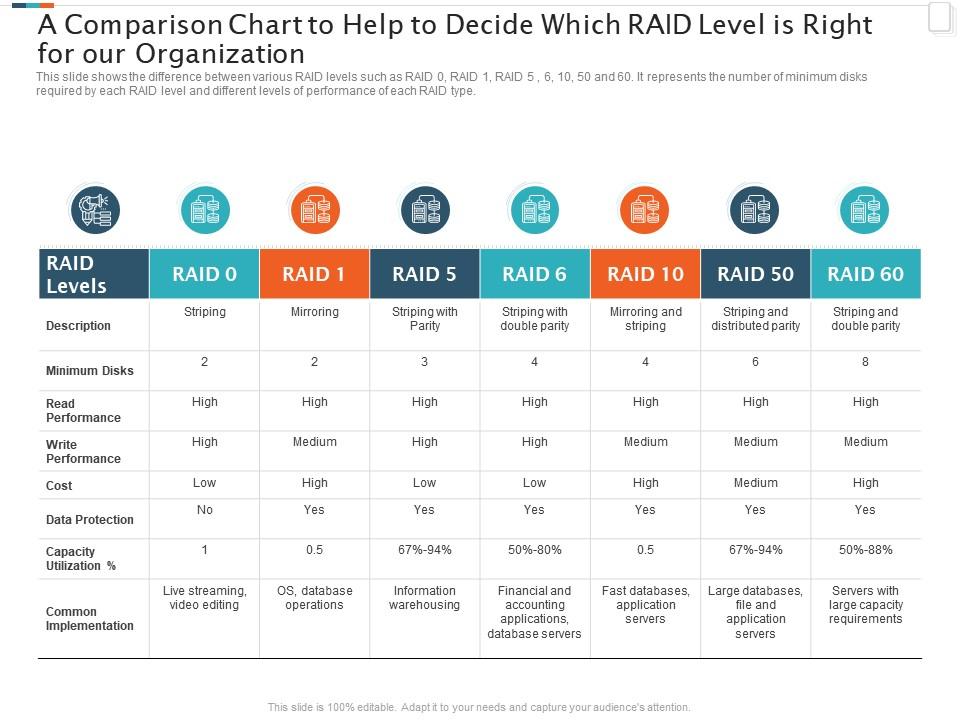 A Comparison Chart to Help to Decide Which RAID Level is Right
for our Organization
This slide shows the difference between various RAID levels such as RAID 0, RAID 1, RAID 5 , 6, 10, 50 and 60. It represents the number of minimum disks
required by each RAID level and different levels of performance of each RAID type.
RAID
Levels
RAID 0
RAID 1
RAID 5
RAID 6
RAID 10
RAID 50
RAID 60
Description
Striping
Mirroring
Striping with
Parity
Striping with
double parity
Mirroring and
striping
Striping and
distributed parity
Striping and
double parity
Minimum Disks
2
2
3
4
4
6
8
Read
Performance
High
High
High
High
High
High
High
Write
Performance
High
Medium
High
High
Medium
Medium
Medium
Cost
Low
High
Low
Low
High
Medium
High
Data Protection
No
Yes
Yes
Yes
Yes
Yes
Yes
Capacity
Utilization %
1
0.5
67%-94%
50%-80%
0.5
67%-94%
50%-88%
Common
Implementation
Live streaming,
video editing
OS, database
operations
Information
warehousing
Financial and
accounting
applications,
database servers
Fast databases,
application
servers
Large databases,
file and
application
servers
Servers with
large capacity
requirements
This slide is 100% editable. Adapt it to your needs and capture your audience's attention.